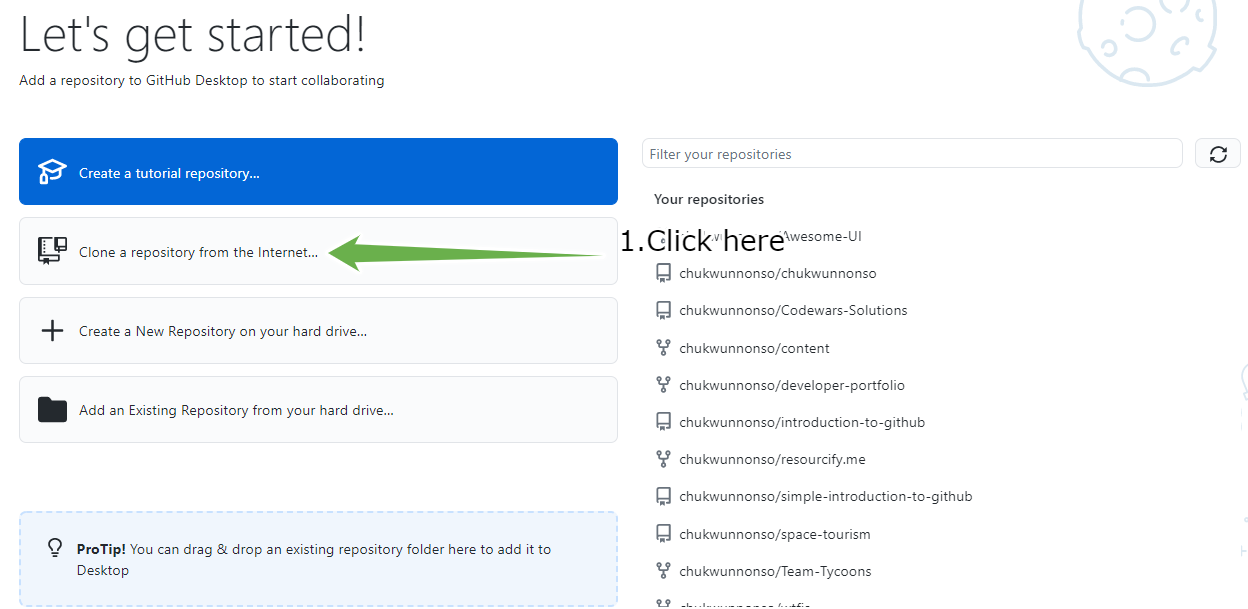 Let's get started!
Add a repository to GitHub Desktop to start collaborating
Create a tutorial repository...
Clone a repository from the Internet...
Create a New Repository on your hard drive...
Add an Existing Repository from your hard drive...
ProTip! You can drag & drop an existing repository folder here to add it to
Desktop
Filter your repositories
Your repositories
1.Click here
Awesome-UI
chukwunnonso/chukwunnonso
chukwunnonso/Codewars-Solutions
chukwunnonso/content
chukwunnonso/developer-portfolio
chukwunnonso/introduction-to-github
chukwunnonso/resourcify.me
chukwunnonso/simple-introduction-to-github
chukwunnonso/space-tourism
chukwunnonso/Team-Tycoons